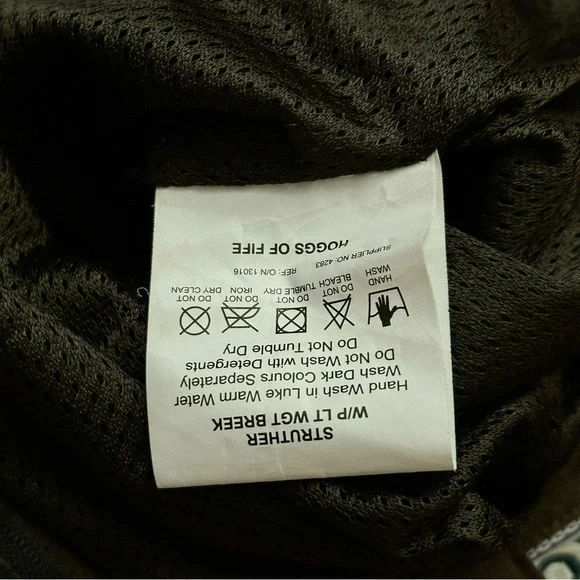 STRUTHER
W/P LT WGT BREEK
Hand Wash in Luke Warm Water
Wash Dark Colours Separately
Do Not Wash with Detergents
Do Not Tumble Dry
HAND WASH
DO NOT BLEACH
DO NOT TUMBLE DRY
DO NOT IRON
DO NOT DRY CLEAN
SUPPLIER NO: 4283
REF: O/N 13016
HOGGS OF FIFE